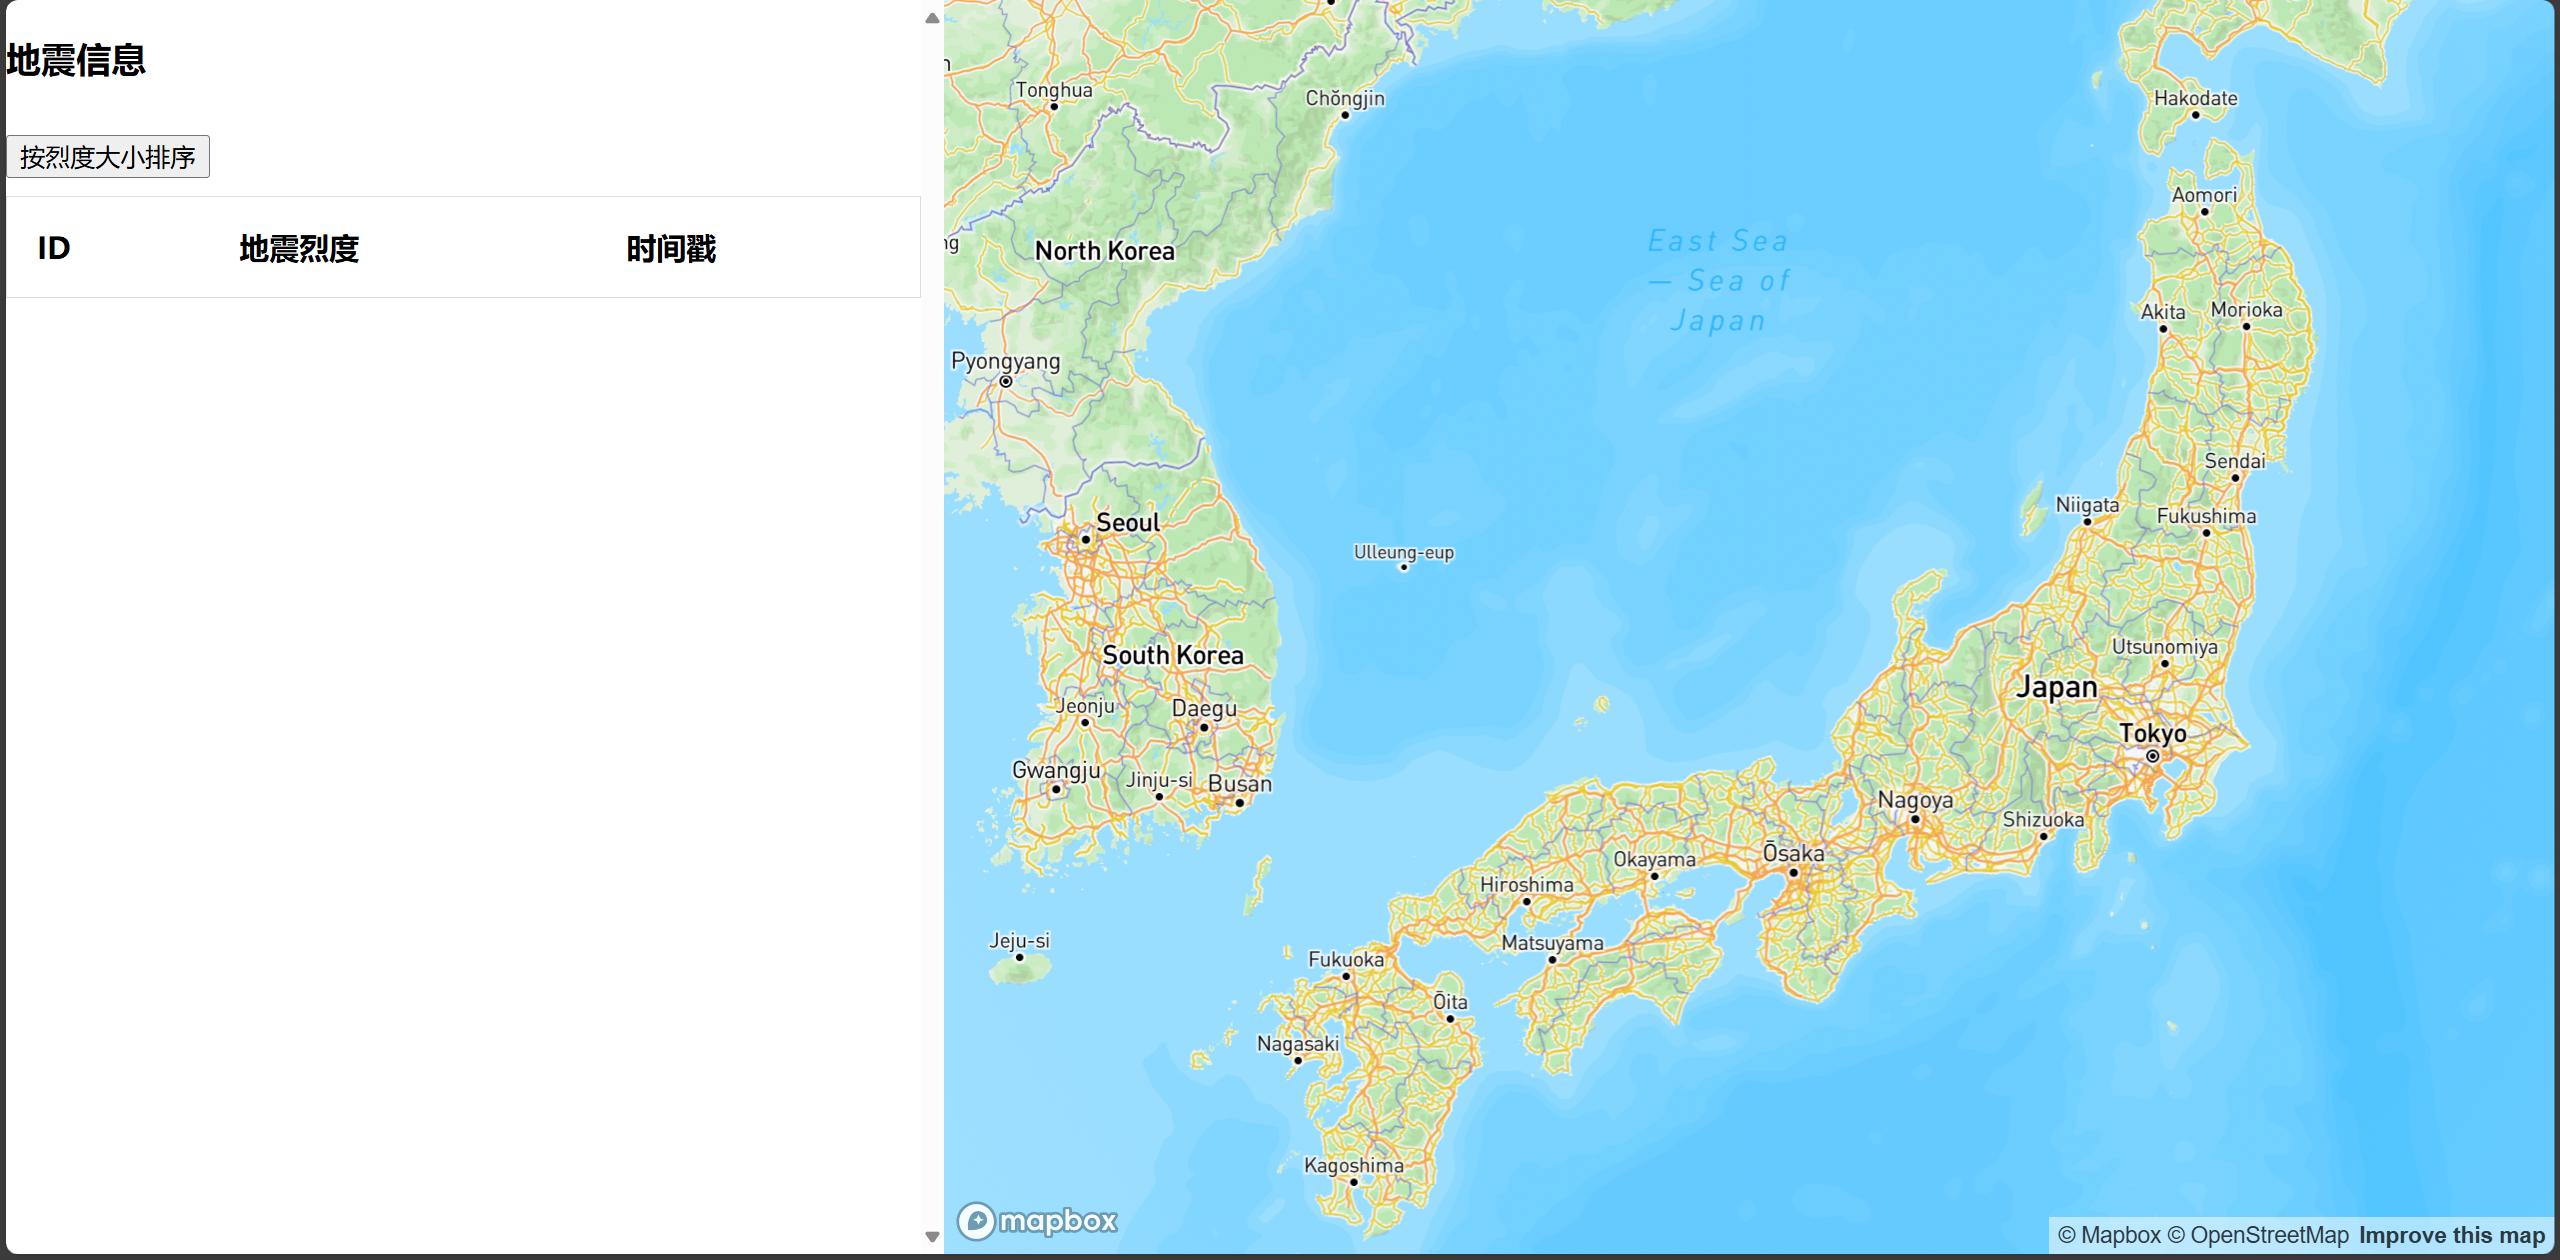 地震信息
按烈度大小排序
ID 地震烈度 时间戳
Tonghua
Chŏngjin
Hakodate
Aomori
North Korea
East Sea
— Sea of
Japan
Akita
Morioka
Pyongyang
Sendai
Niigata
Fukushima
Seoul
Ulleung-eup
South Korea
Utsunomiya
Japan
Jeonju
Daegu
Tokyo
Gwangju
Jinju-si
Busan
Nagoya
Shizuoka
Okayama
Ōsaka
Hiroshima
Jeju-si
Matsuyama
Fukuoka
Ōita
Nagasaki
Kagoshima
mapbox
© Mapbox © OpenStreetMap Improve this map